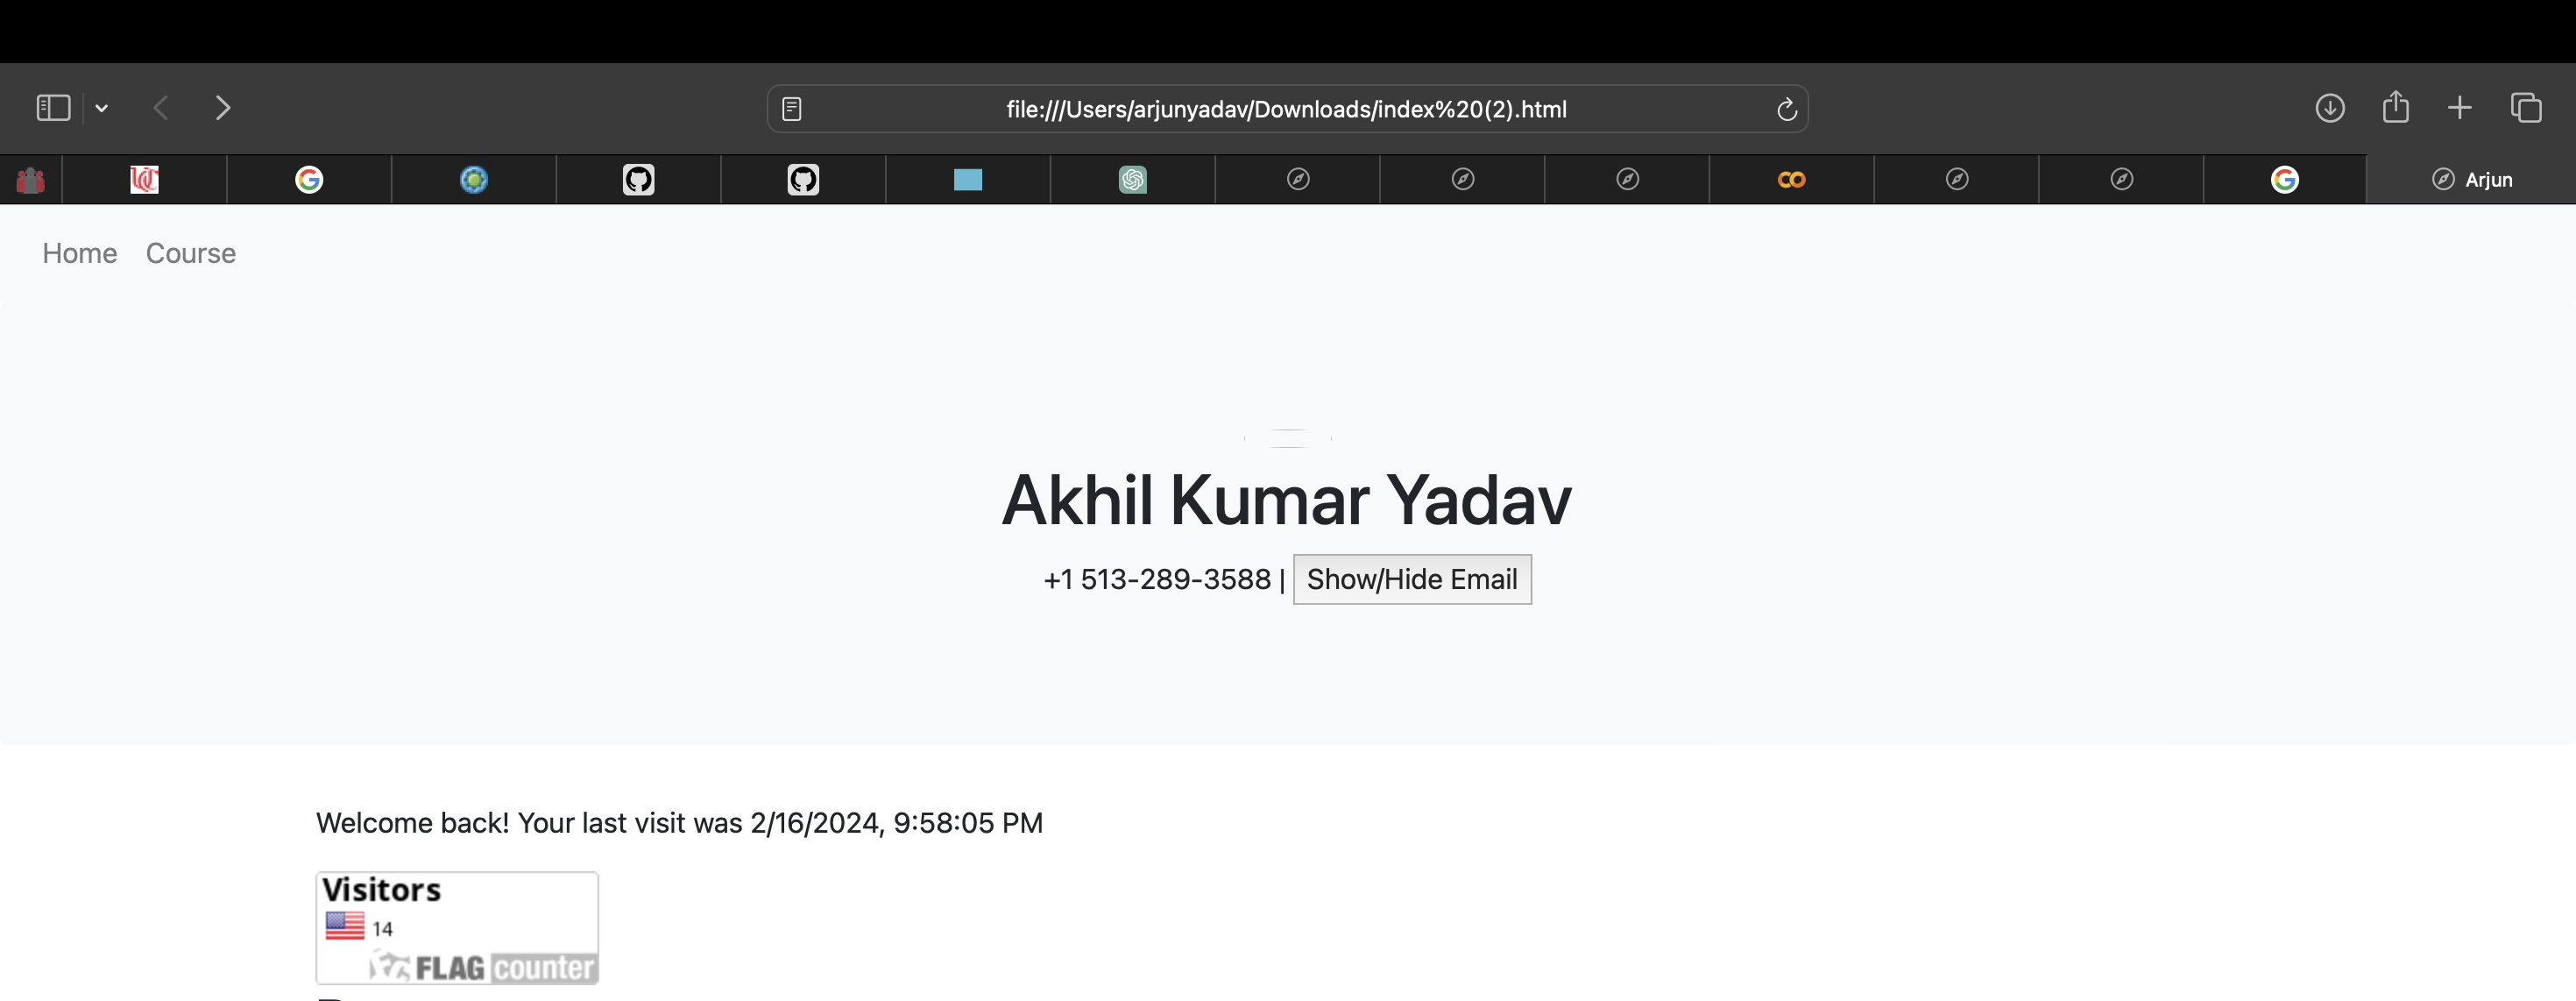 file:///Users/arjunyadav/Downloads/index%20(2).html
Arjun
Home Course
Akhil Kumar Yadav
+1 513-289-3588 | Show/Hide Email
Welcome back! Your last visit was 2/16/2024, 9:58:05 PM
Visitors
14
FLAG counter